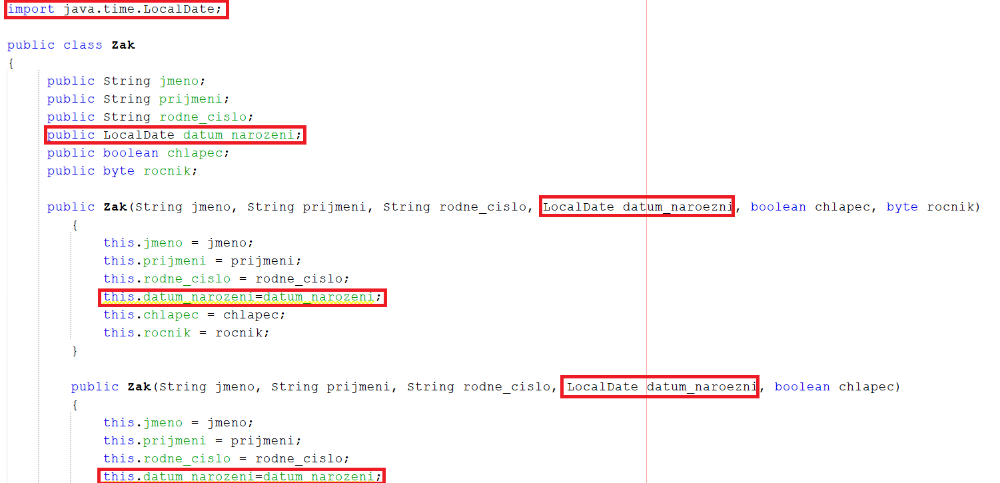 import java.time.LocalDate;
public class Zak
{
public String jmeno;
public String prijmeni;
public String rodne_cislo;
public LocalDate datum_narozeni;
public boolean chlapec;
public byte rocnik;
public Zak(String jmeno, String prijmeni, String rodne_cislo, LocalDate datum_naroezni, boolean chlapec, byte rocnik)
{
this.jmeno = jmeno;
this.prijmeni = prijmeni;
this.rodne_cislo = rodne_cislo;
this.datum_narozeni=datum_narozeni;
this.chlapec = chlapec;
this.rocnik = rocnik;
}
public Zak(String jmeno, String prijmeni, String rodne_cislo, LocalDate datum_naroezni, boolean chlapec)
{
this.jmeno = jmeno;
this.prijmeni = prijmeni;
this.rodne_cislo = rodne_cislo;
this.datum_narozeni=datum_narozeni;